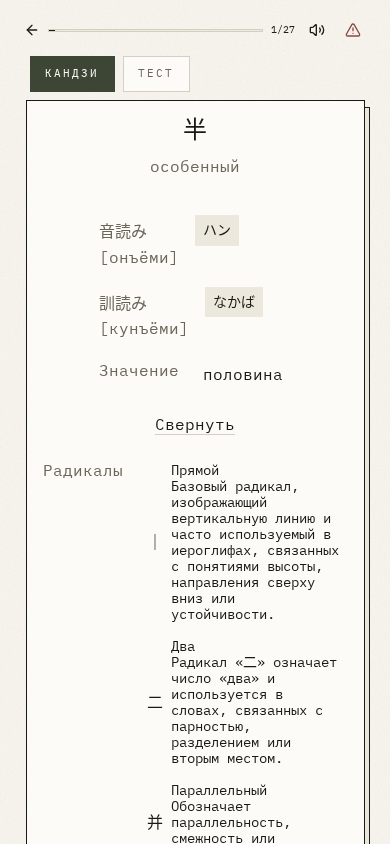 1/27
КАНДЗИ
ТЕСТ
半
особенный
音読み
ハン
[онъёми]
訓読み
なかば
[кунъёми]
Значение
половина
Свернуть
Радикалы
Прямой
Базовый радикал,
изображающий
вертикальную линию и
часто используемый в
｜
иероглифах, связанных
с понятиями высоты,
направления сверху
вниз или
устойчивости.
Два
Радикал «二» означает
число «два» и
используется в
二
словах, связанных с
парностью,
разделением или
вторым местом.
Параллельный
Обозначает
并
параллельность,
смежность или